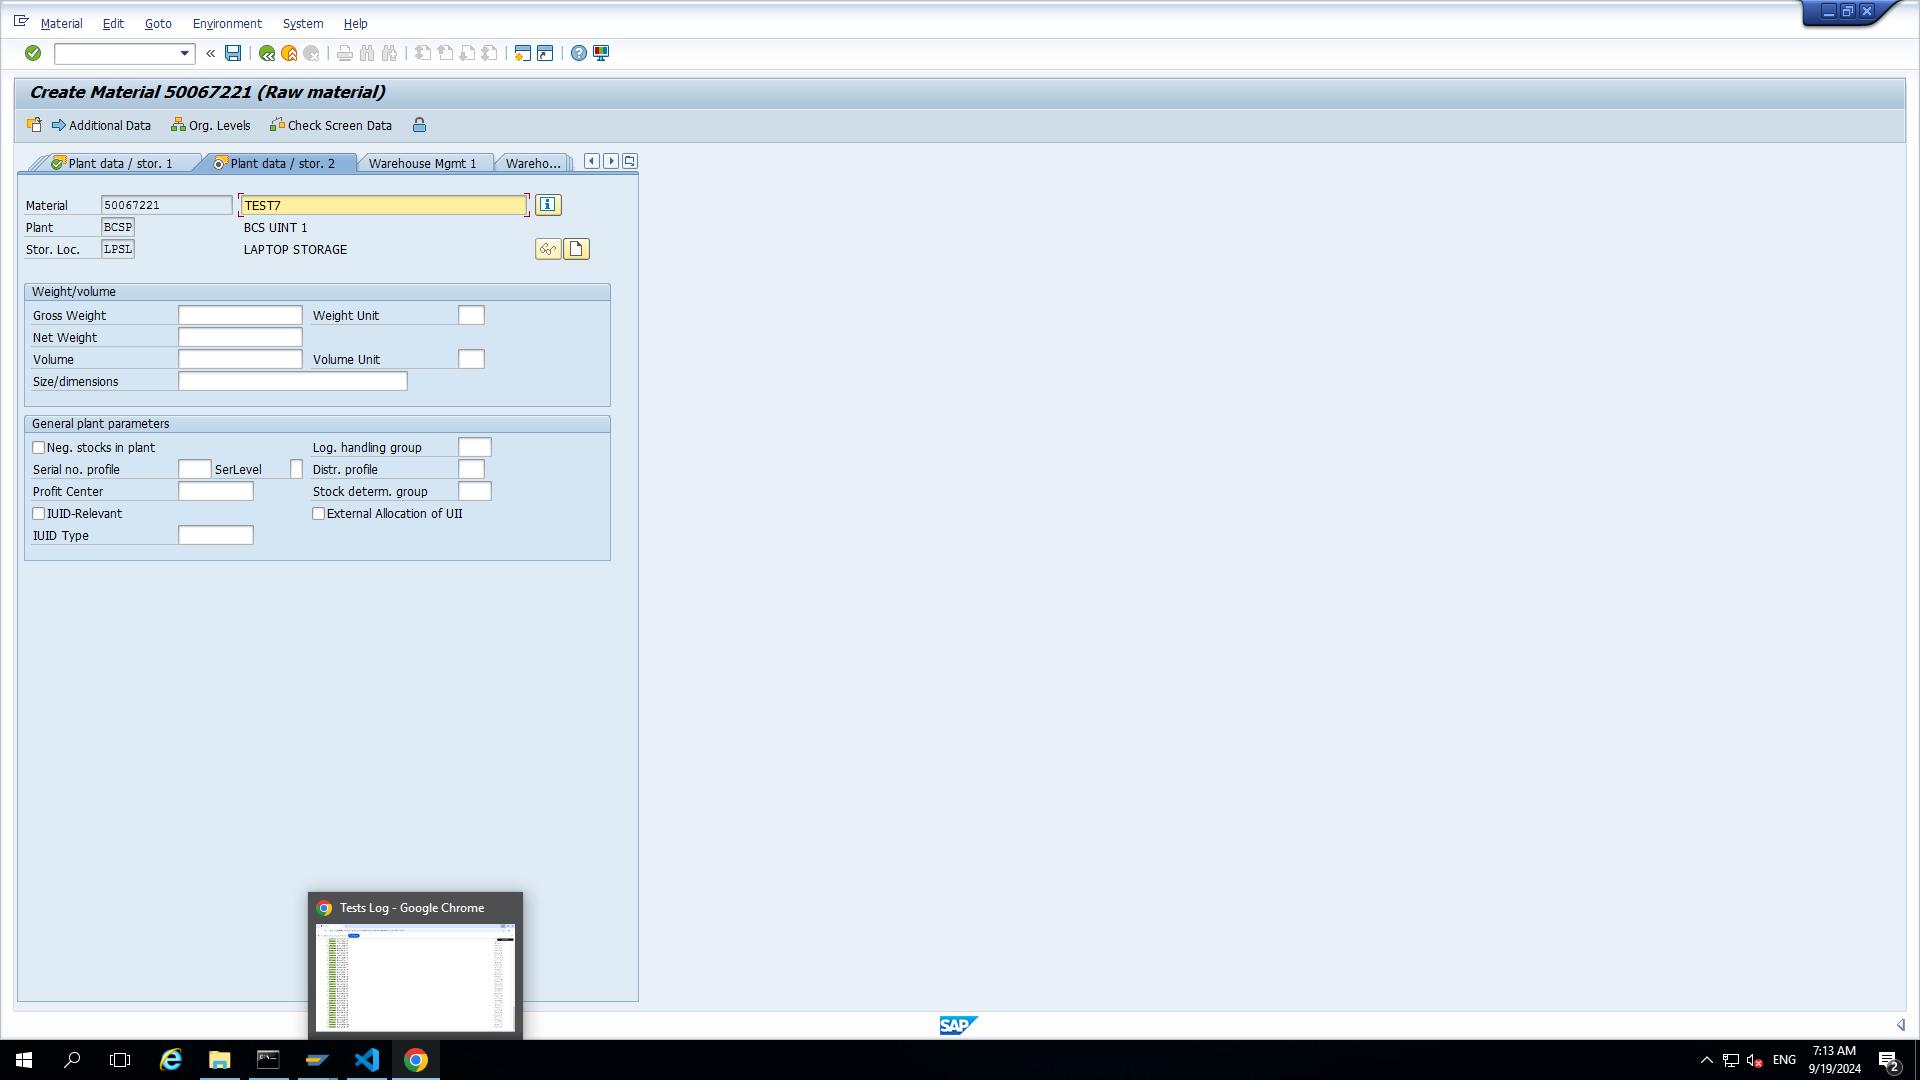 Material Edit Goto Environment System Help
Create Material 50067221 (Raw material)
Additional Data Org. Levels Check Screen Data
Plant data / stor. 1 Plant data / stor. 2 Warehouse Mgmt 1 Wareho...
Material 50067221 TEST7
Plant BCSP BCS UINT 1
Stor. Loc. LPSL LAPTOP STORAGE
Weight/volume
Gross Weight Weight Unit
Net Weight
Volume Volume Unit
Size/dimensions
General plant parameters
Neg. stocks in plant Log. handling group
Serial no. profile SerLevel Distr. profile
Profit Center Stock determ. group
IUID-Relevant External Allocation of UII
IUID Type
Tests Log - Google Chrome
SAP
ENG
7:13 AM
9/19/2024
2